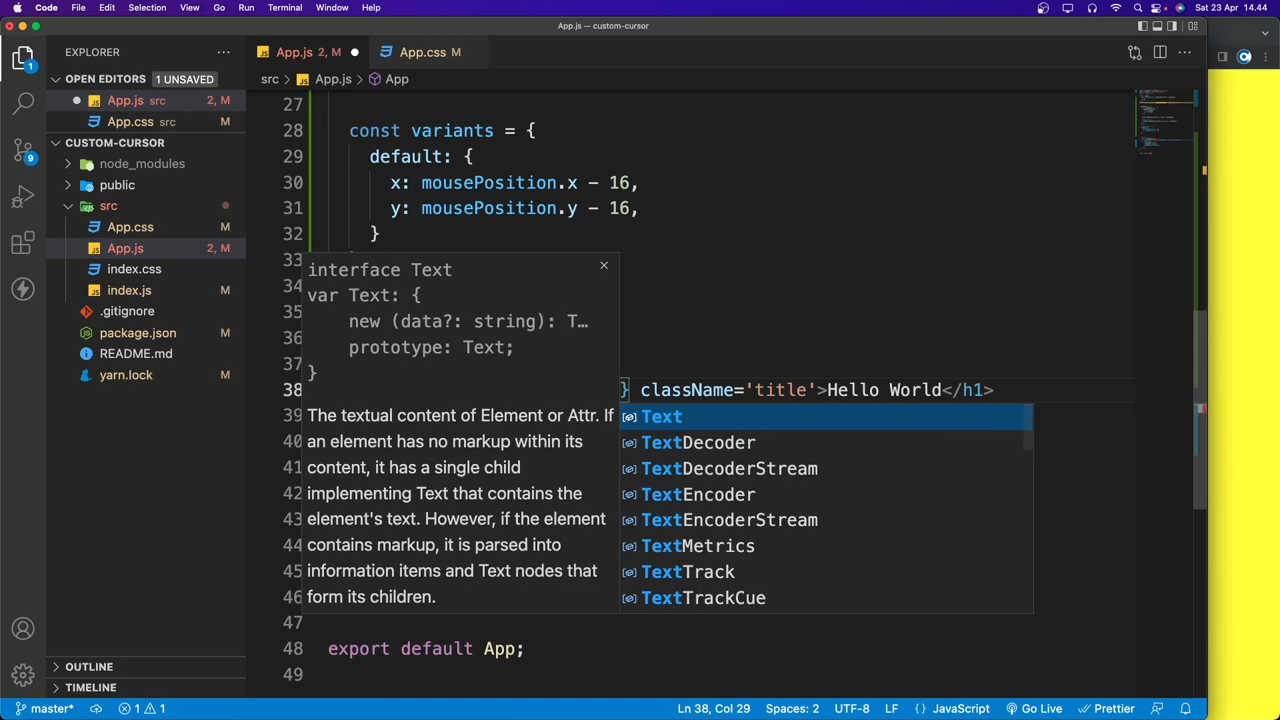 Code File Edit Selection View Go Run Terminal Window Help Sat 23 Apr 14.44
App.js — custom-cursor
EXPLORER
App.js 2, M
App.css M
OPEN EDITORS 1 UNSAVED
src > App.js > App
App.js src 2, M
App.css src M
CUSTOM-CURSOR
node_modules
public
src
App.css M
App.js 2, M
index.css
index.js M
.gitignore
package.json M
README.md
yarn.lock M
OUTLINE
TIMELINE
1
9
27
28 const variants = {
29 default: {
30 x: mousePosition.x - 16,
31 y: mousePosition.y - 16,
32 }
33
34
35
36
37
38 } className='title'>Hello World</h1>
39
40
41
42
43
44
45
46
47
48 export default App;
49
interface Text
var Text: {
new (data?: string): T…
prototype: Text;
}
The textual content of Element or Attr. If
an element has no markup within its
content, it has a single child
implementing Text that contains the
element's text. However, if the element
contains markup, it is parsed into
information items and Text nodes that
form its children.
Text
TextDecoder
TextDecoderStream
TextEncoder
TextEncoderStream
TextMetrics
TextTrack
TextTrackCue
master* 1 1 Ln 38, Col 29 Spaces: 2 UTF-8 LF {} JavaScript Go Live Prettier